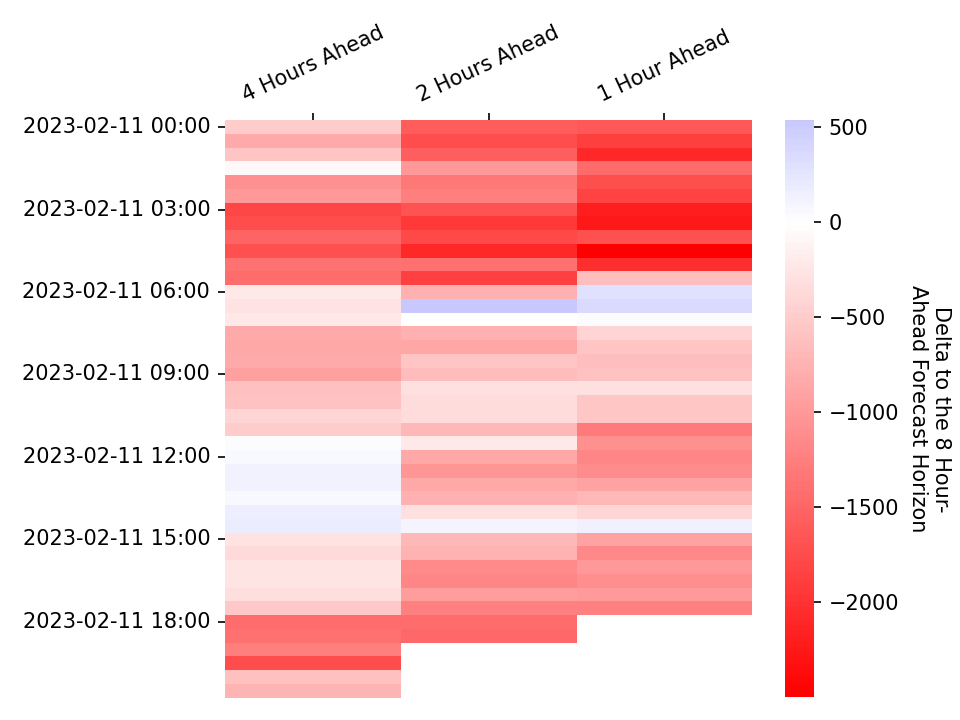 4 Hours Ahead
2 Hours Ahead
1 Hour Ahead
2023-02-11 00:00
2023-02-11 03:00
2023-02-11 06:00
2023-02-11 09:00
2023-02-11 12:00
2023-02-11 15:00
2023-02-11 18:00
500
0
−500
−1000
−1500
−2000
Delta to the 8 Hour-
Ahead Forecast Horizon